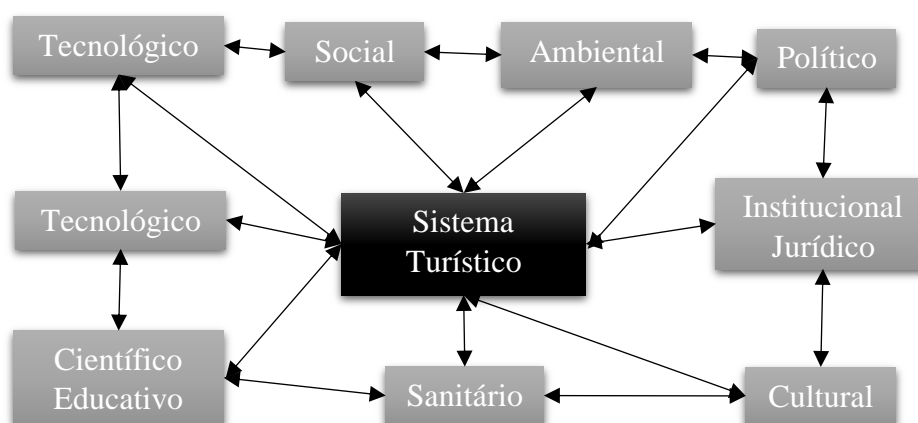 Tecnológico
Social
Ambiental
Político
Tecnológico
Sistema
Turístico
Institucional
Jurídico
Científico
Educativo
Sanitário
Cultural